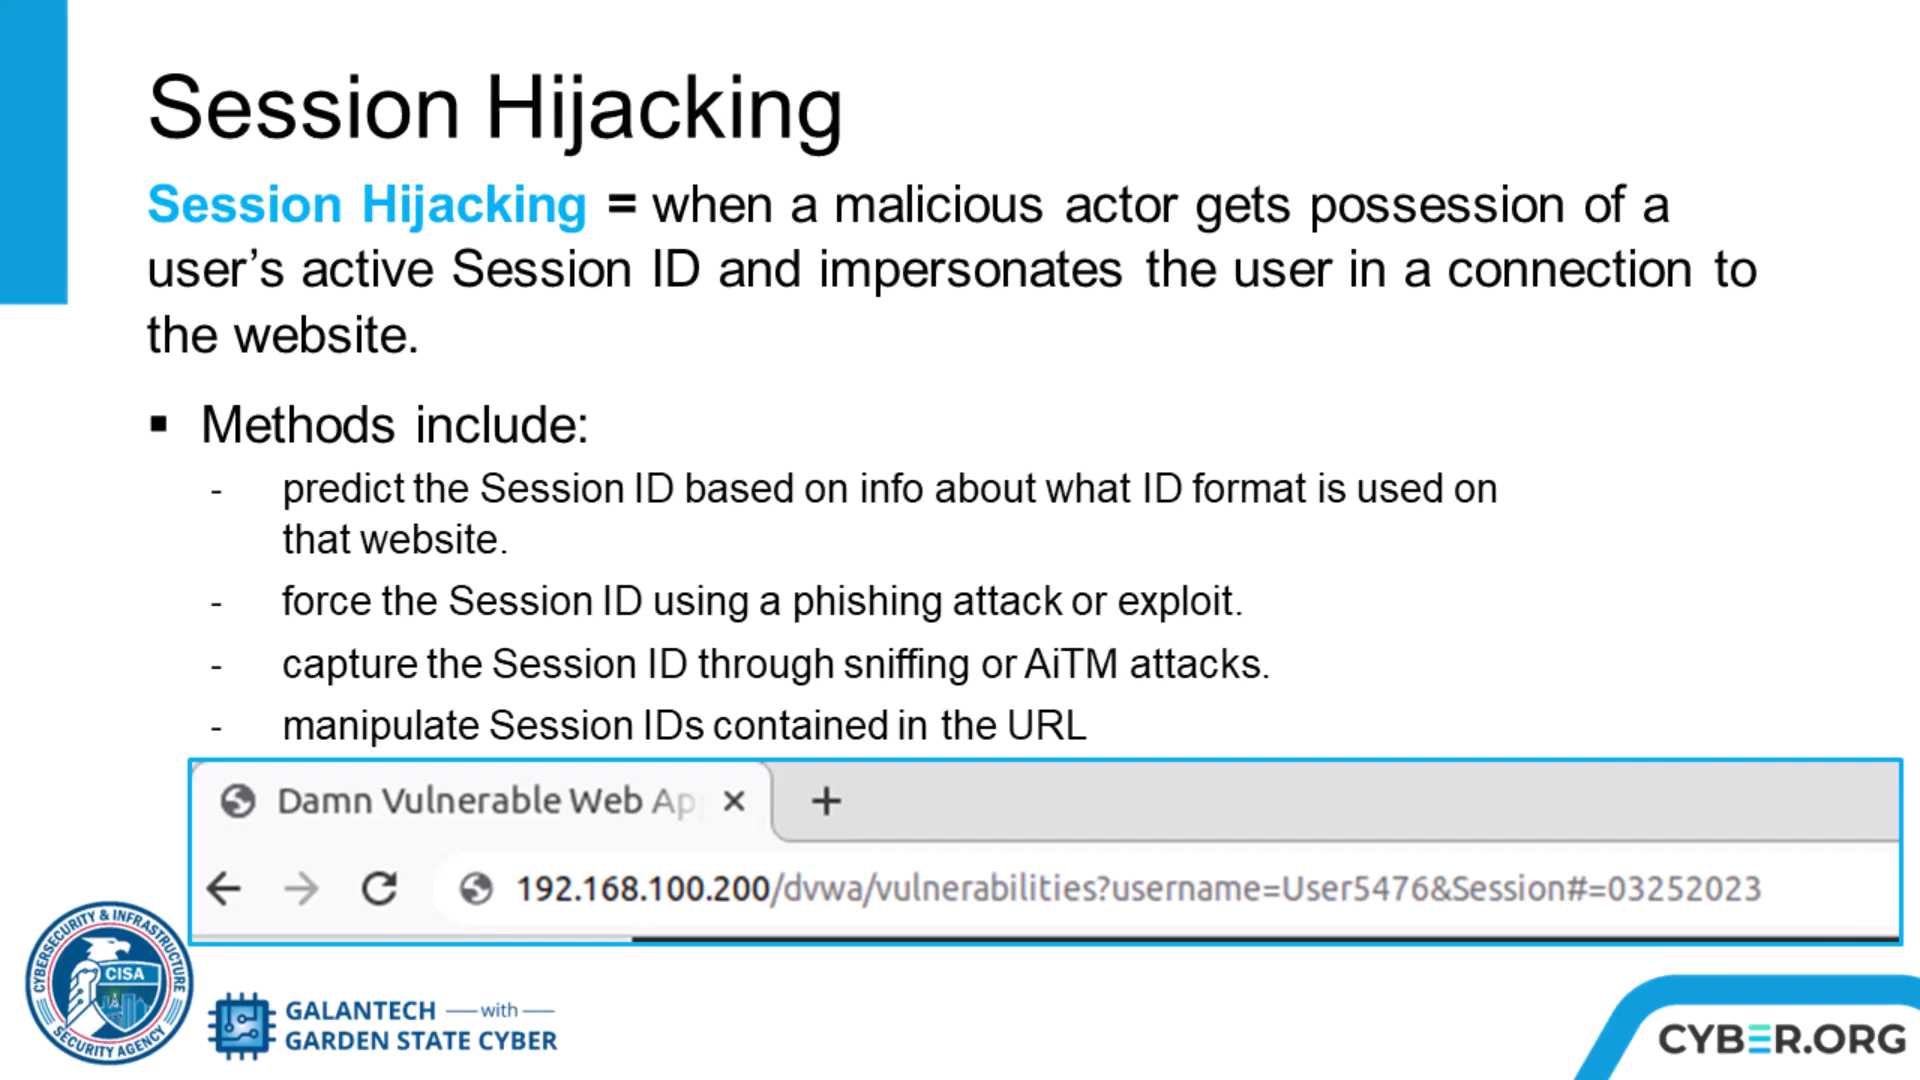 Session Hijacking
Session Hijacking = when a malicious actor gets possession of a
user's active Session ID and impersonates the user in a connection to
the website.
▪ Methods include:
- predict the Session ID based on info about what ID format is used on
that website.
- force the Session ID using a phishing attack or exploit.
- capture the Session ID through sniffing or AiTM attacks.
- manipulate Session IDs contained in the URL
Damn Vulnerable Web Ap
192.168.100.200/dvwa/vulnerabilities?username=User5476&Session#=03252023
CYBERSECURITY & INFRASTRUCTURE
CISA
SECURITY AGENCY
GALANTECH — with —
GARDEN STATE CYBER
CYBER.ORG